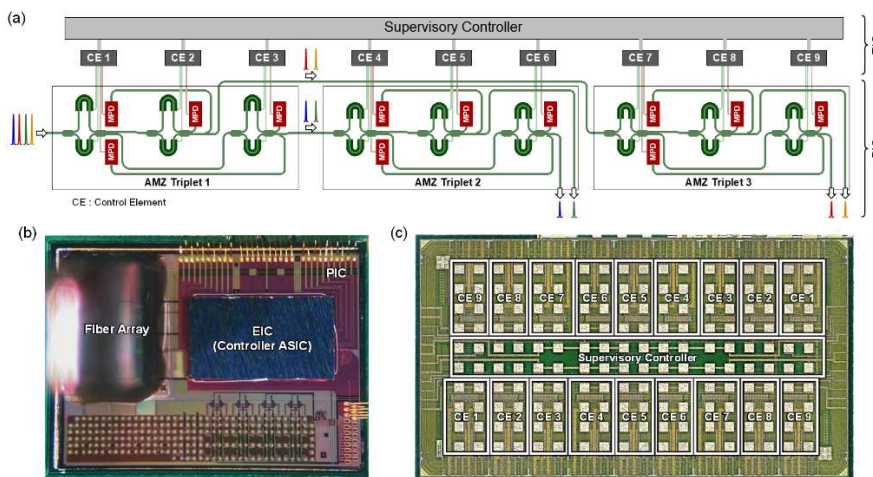 (a)
Supervisory Controller
CE 1
CE 2
CE 3
CE 4
CE 5
CE 6
CE 7
CE 8
CE 9
MPD
MPD
MPD
MPD
MPD
MPD
MPD
MPD
MPD
MPD
MPD
MPD
AMZ Triplet 1
AMZ Triplet 2
AMZ Triplet 3
CE : Control Element
(b)
Fiber Array
PIC
EIC
(Controller ASIC)
(c)
CE 9
CE 8
CE 7
CE 6
CE 5
CE 4
CE 3
CE 2
CE 1
Supervisory Controller
CE 1
CE 2
CE 3
CE 4
CE 5
CE 6
CE 7
CE 8
CE 9